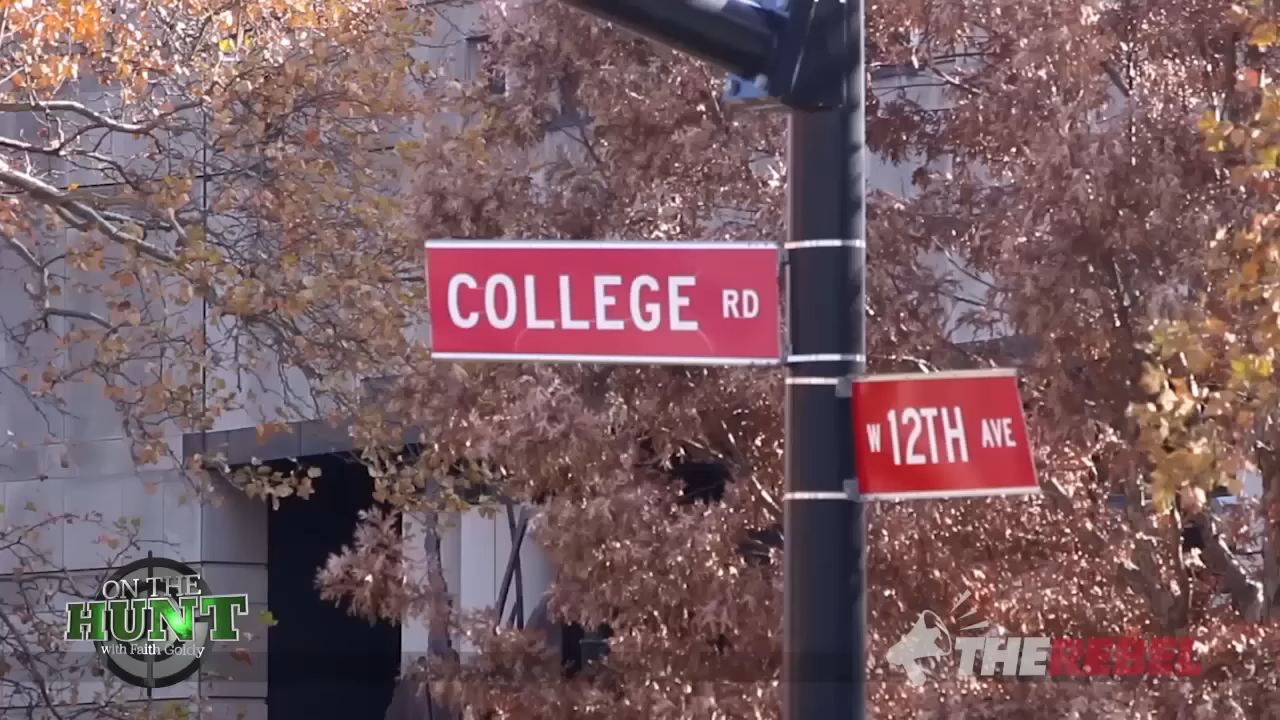 COLLEGE RD
W 12TH AVE
ON THE
HUNT
with Faith Goldy
THEREBEL